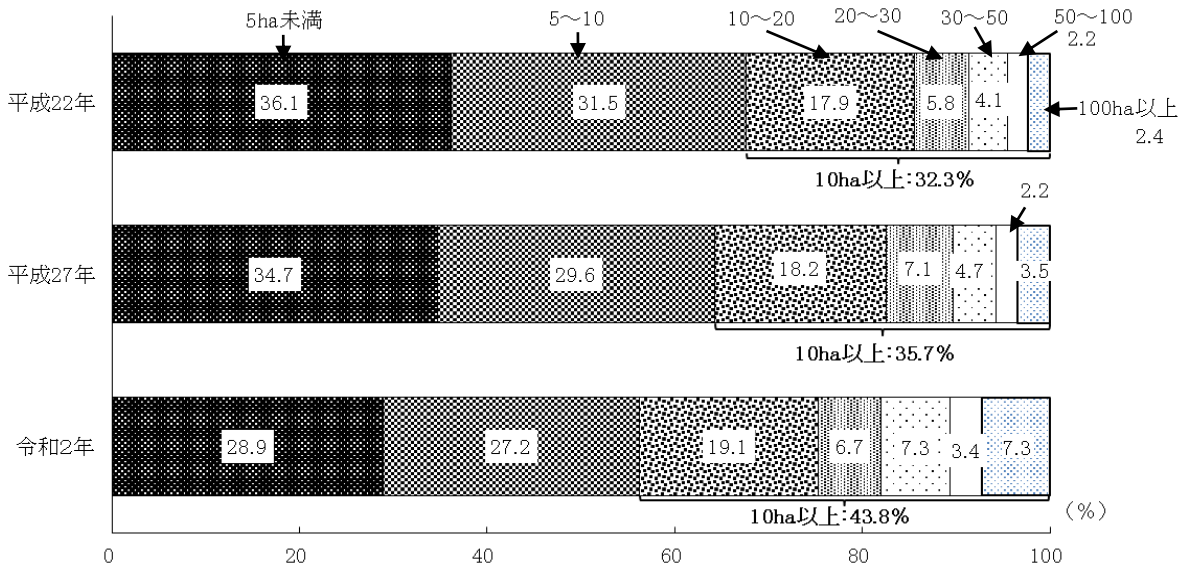 5ha未満 5～10 10～20 20～30 30～50 50～100
2.2
平成22年 36.1 31.5 17.9 5.8 4.1 100ha以上
2.4
10ha以上:32.3%
2.2
平成27年 34.7 29.6 18.2 7.1 4.7 3.5
10ha以上:35.7%
令和2年 28.9 27.2 19.1 6.7 7.3 3.4 7.3
10ha以上:43.8%
（%）
0 20 40 60 80 100